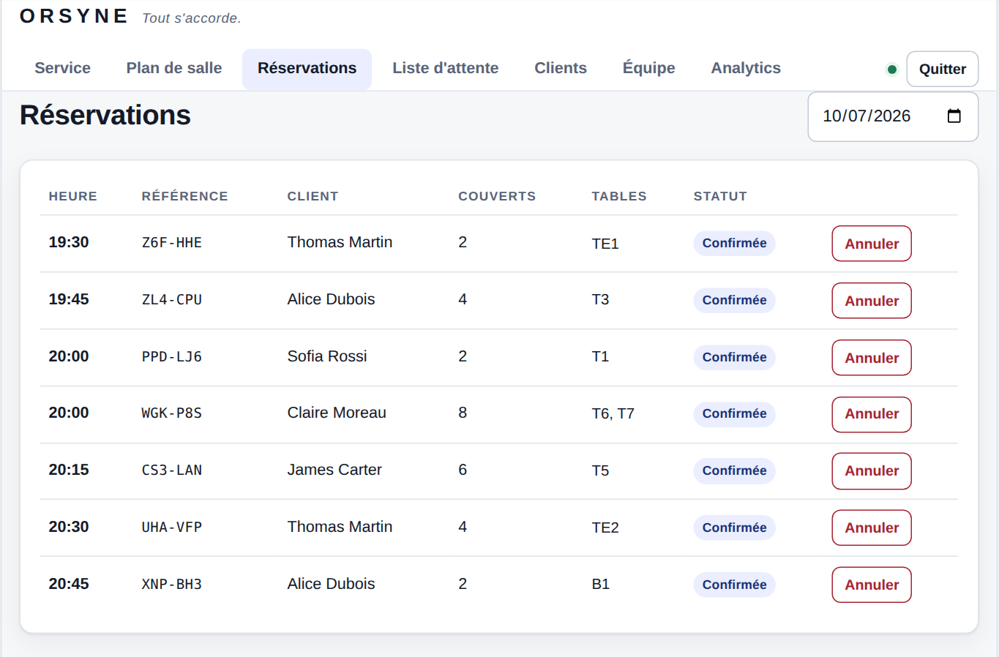 ORSYNE Tout s'accorde.
Service Plan de salle Réservations Liste d'attente Clients Équipe Analytics Quitter
Réservations 10/07/2026
HEURE RÉFÉRENCE CLIENT COUVERTS TABLES STATUT
19:30 Z6F-HHE Thomas Martin 2 TE1 Confirmée Annuler
19:45 ZL4-CPU Alice Dubois 4 T3 Confirmée Annuler
20:00 PPD-LJ6 Sofia Rossi 2 T1 Confirmée Annuler
20:00 WGK-P8S Claire Moreau 8 T6, T7 Confirmée Annuler
20:15 CS3-LAN James Carter 6 T5 Confirmée Annuler
20:30 UHA-VFP Thomas Martin 4 TE2 Confirmée Annuler
20:45 XNP-BH3 Alice Dubois 2 B1 Confirmée Annuler